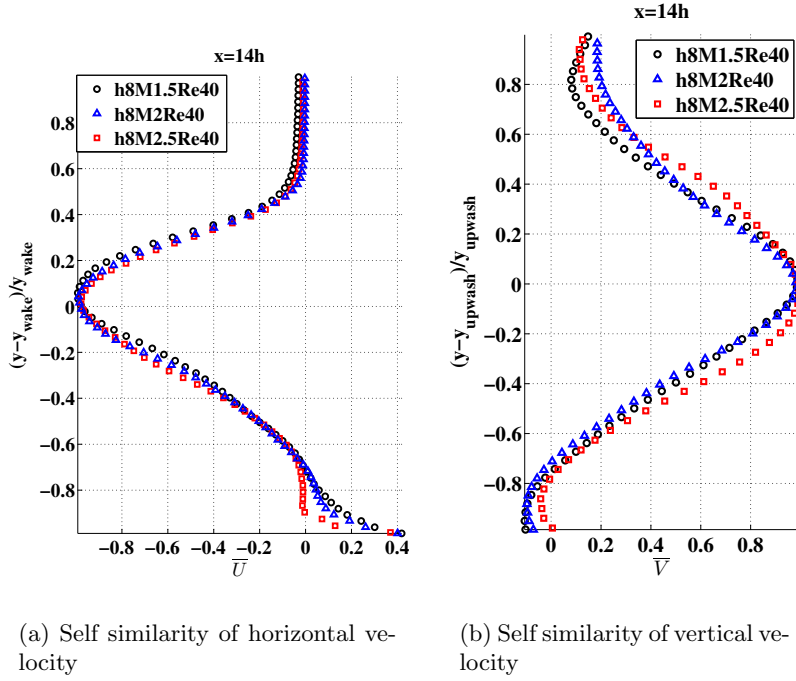 x=14h
h8M1.5Re40
h8M2Re40
h8M2.5Re40
0.8
0.6
0.4
0.2
0
−0.2
−0.4
−0.6
−0.8
(y−y_wake)/y_wake
−0.8 −0.6 −0.4 −0.2 0 0.2 0.4
U̅
(a) Self similarity of horizontal ve-
locity
x=14h
h8M1.5Re40
h8M2Re40
h8M2.5Re40
0.8
0.6
0.4
0.2
0
−0.2
−0.4
−0.6
−0.8
(y−y_upwash)/y_upwash
0 0.2 0.4 0.6 0.8
V̅
(b) Self similarity of vertical ve-
locity